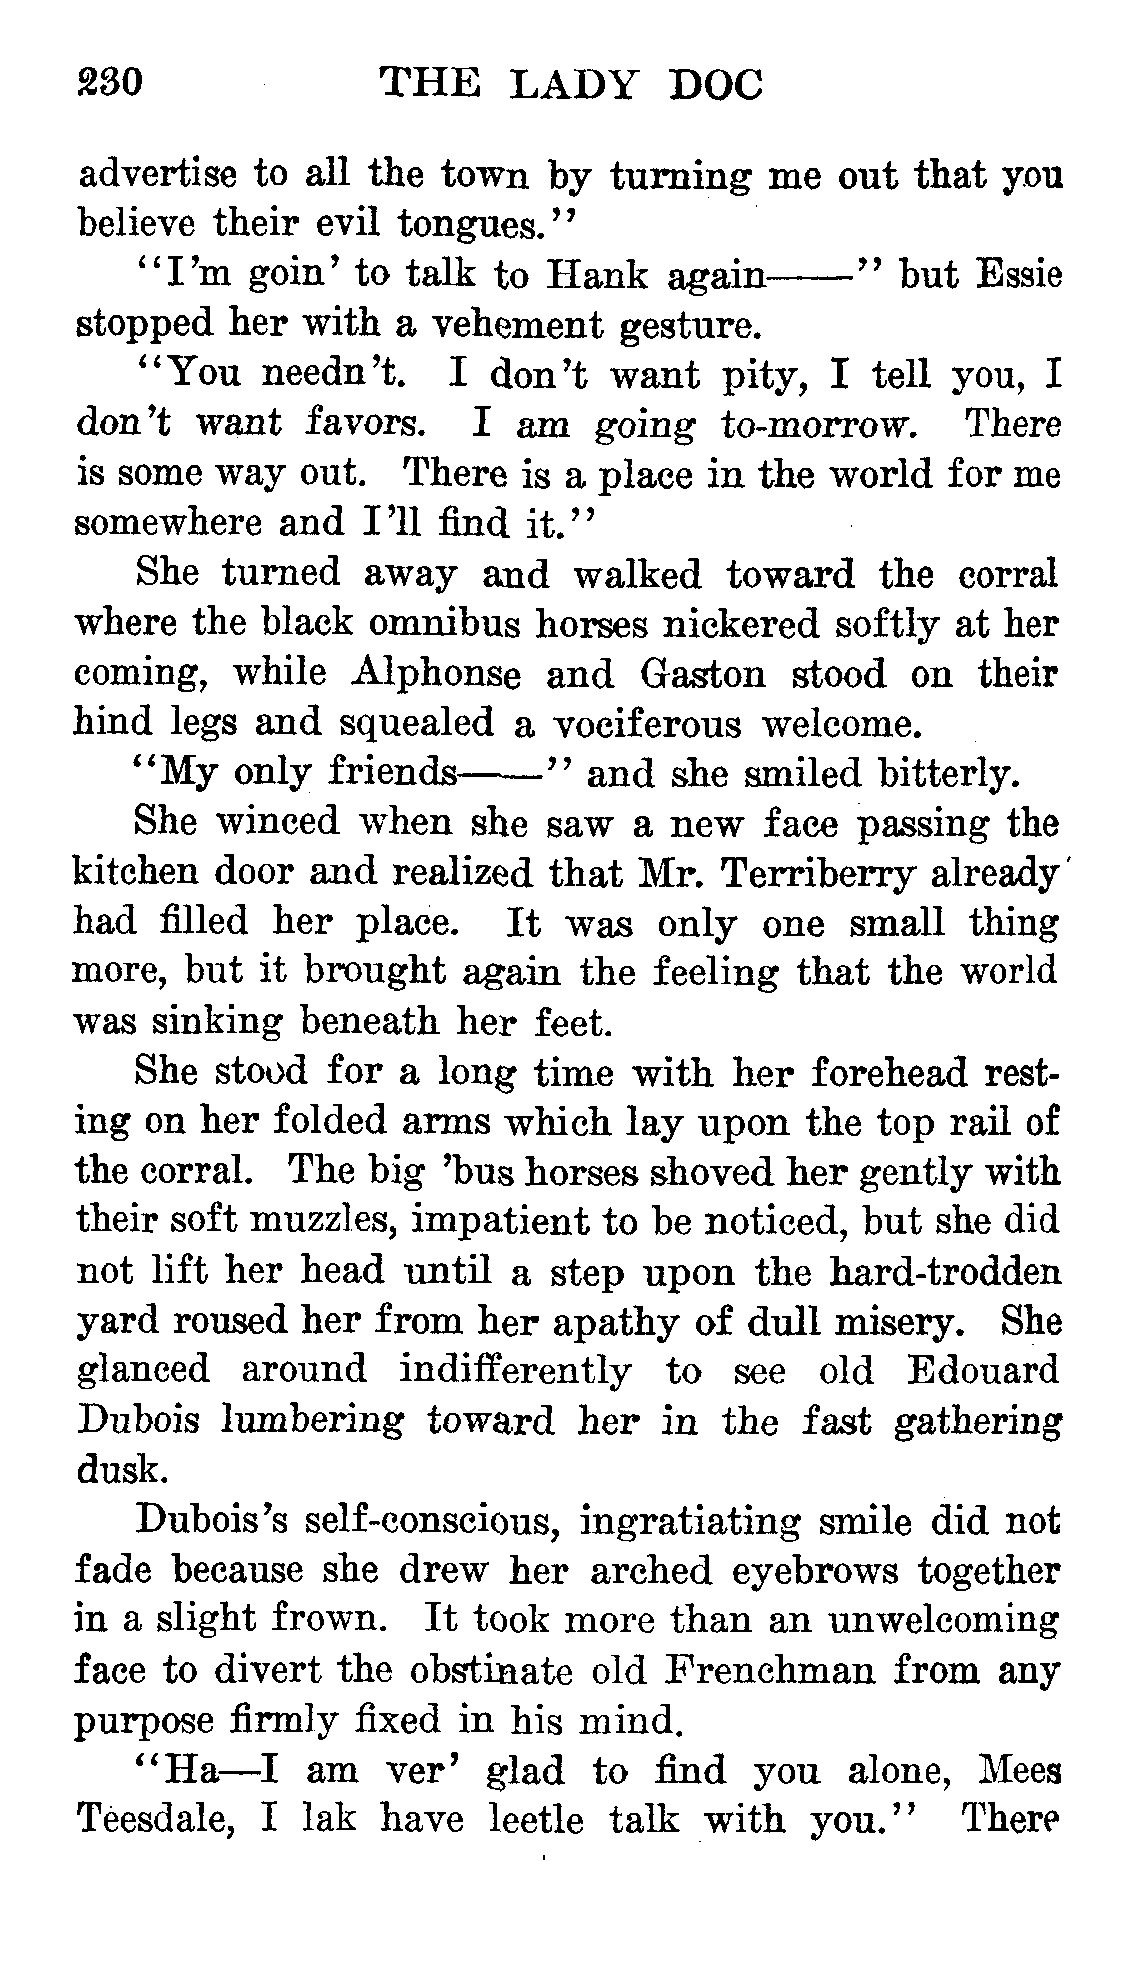 230 THE LADY DOC
advertise to all the town by turning me out that you
believe their evil tongues."
"I'm goin' to talk to Hank again——" but Essie
stopped her with a vehement gesture.
"You needn't. I don't want pity, I tell you, I
don't want favors. I am going to-morrow. There
is some way out. There is a place in the world for me
somewhere and I'll find it."
She turned away and walked toward the corral
where the black omnibus horses nickered softly at her
coming, while Alphonse and Gaston stood on their
hind legs and squealed a vociferous welcome.
"My only friends——" and she smiled bitterly.
She winced when she saw a new face passing the
kitchen door and realized that Mr. Terriberry already
had filled her place. It was only one small thing
more, but it brought again the feeling that the world
was sinking beneath her feet.
She stood for a long time with her forehead rest-
ing on her folded arms which lay upon the top rail of
the corral. The big 'bus horses shoved her gently with
their soft muzzles, impatient to be noticed, but she did
not lift her head until a step upon the hard-trodden
yard roused her from her apathy of dull misery. She
glanced around indifferently to see old Edouard
Dubois lumbering toward her in the fast gathering
dusk.
Dubois's self-conscious, ingratiating smile did not
fade because she drew her arched eyebrows together
in a slight frown. It took more than an unwelcoming
face to divert the obstinate old Frenchman from any
purpose firmly fixed in his mind.
"Ha—I am ver' glad to find you alone, Mees
Teesdale, I lak have leetle talk with you." There